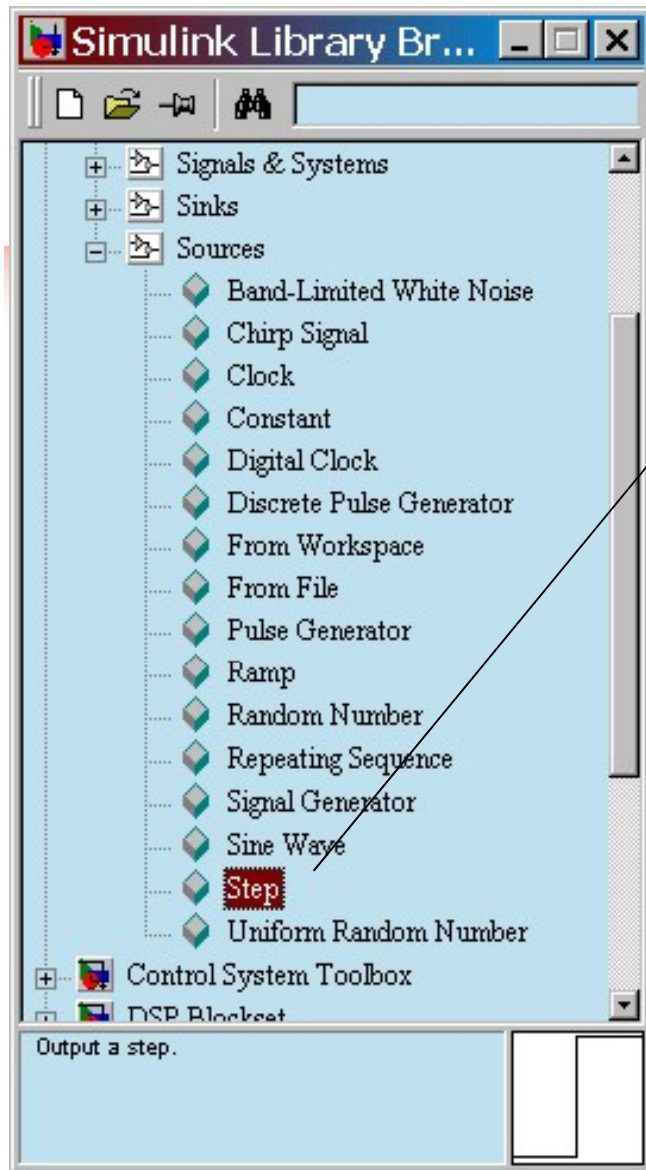 Simulink Library Br...
Signals & Systems
Sinks
Sources
Band-Limited White Noise
Chirp Signal
Clock
Constant
Digital Clock
Discrete Pulse Generator
From Workspace
From File
Pulse Generator
Ramp
Random Number
Repeating Sequence
Signal Generator
Sine Wave
Step
Uniform Random Number
Control System Toolbox
DSP Blockset
Output a step.